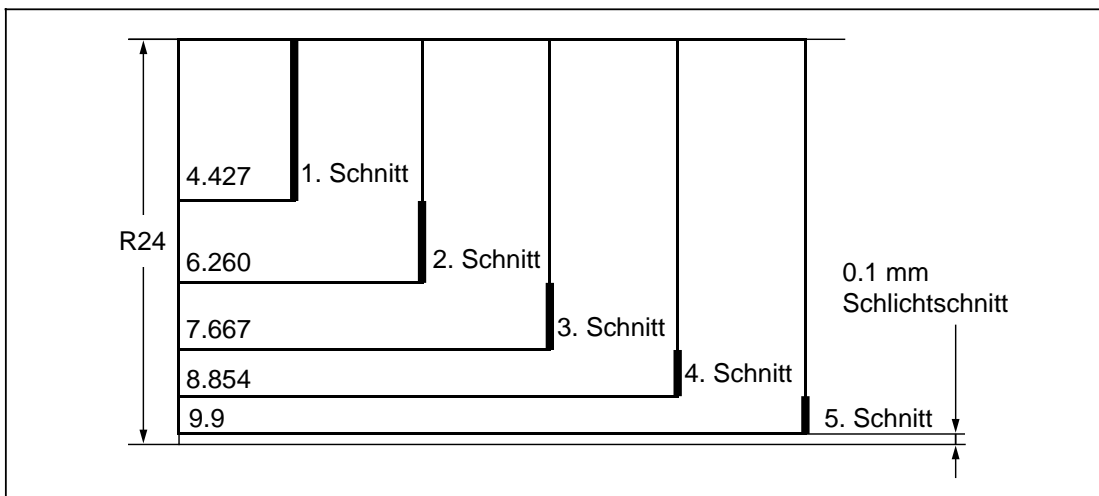 4.427
1. Schnitt
R24
6.260
2. Schnitt
0.1 mm
Schlichtschnitt
7.667
3. Schnitt
8.854
4. Schnitt
9.9
5. Schnitt